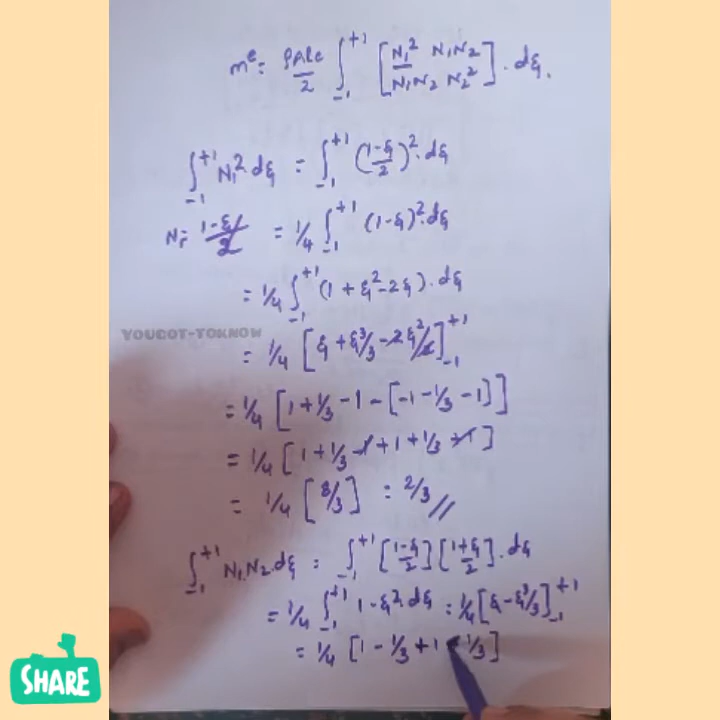 mᵉ = ρAle/2 ∫₋₁⁺¹ [N₁² N₁N₂
N₁N₂ N₂²] . dξ.
∫₋₁⁺¹ N₁².dξ = ∫₋₁⁺¹ (1-ξ/2)².dξ
N₁ = 1-ξ/2 = 1/4 ∫₋₁⁺¹ (1-ξ)².dξ
= 1/4 ∫₋₁⁺¹ (1+ξ²-2ξ).dξ
YOUGOT-TOKNOW
= 1/4 [ξ+ξ³/3-2ξ²/2]₋₁⁺¹
= 1/4 [1+1/3-1-[-1-1/3-1]]
= 1/4 [1+1/3-1+1+1/3+1]
= 1/4 [8/3] = 2/3 //
∫₋₁⁺¹ N₁.N₂.dξ = ∫₋₁⁺¹ [1-ξ/2][1+ξ/2].dξ
= 1/4 ∫₋₁⁺¹ 1-ξ².dξ = 1/4 [ξ-ξ³/3]₋₁⁺¹
= 1/4 [1-1/3+1 1/3]
SHARE